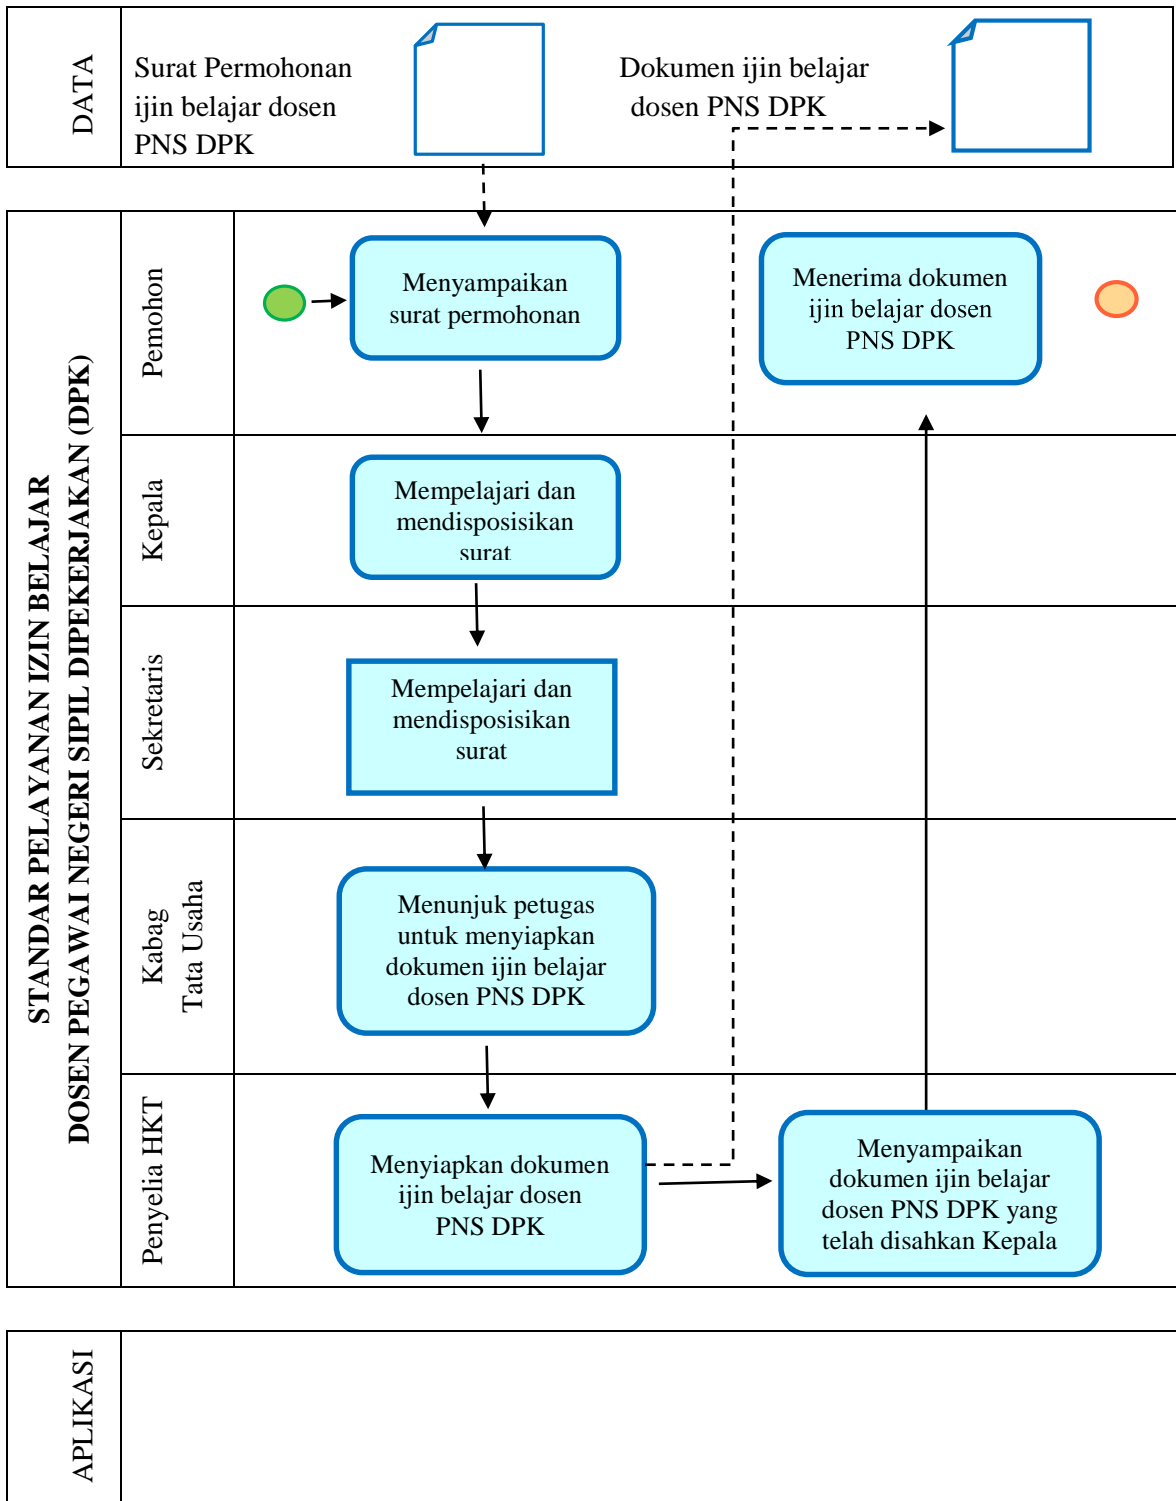 DATA
Surat Permohonan
ijin belajar dosen
PNS DPK
Dokumen ijin belajar
dosen PNS DPK
STANDAR PELAYANAN IZIN BELAJAR
DOSEN PEGAWAI NEGERI SIPIL DIPEKERJAKAN (DPK)
Pemohon
Menyampaikan
surat permohonan
Menerima dokumen
ijin belajar dosen
PNS DPK
Kepala
Mempelajari dan
mendisposisikan
surat
Sekretaris
Mempelajari dan
mendisposisikan
surat
Kabag
Tata Usaha
Menunjuk petugas
untuk menyiapkan
dokumen ijin belajar
dosen PNS DPK
Penyelia HKT
Menyiapkan dokumen
ijin belajar dosen
PNS DPK
Menyampaikan
dokumen ijin belajar
dosen PNS DPK yang
telah disahkan Kepala
APLIKASI